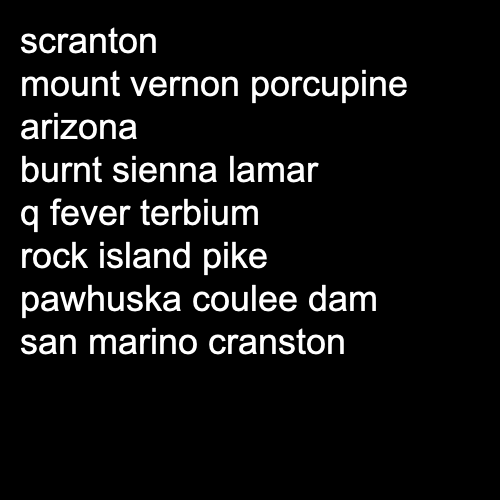 scranton
mount vernon porcupine
arizona
burnt sienna lamar
q fever terbium
rock island pike
pawhuska coulee dam
san marino cranston